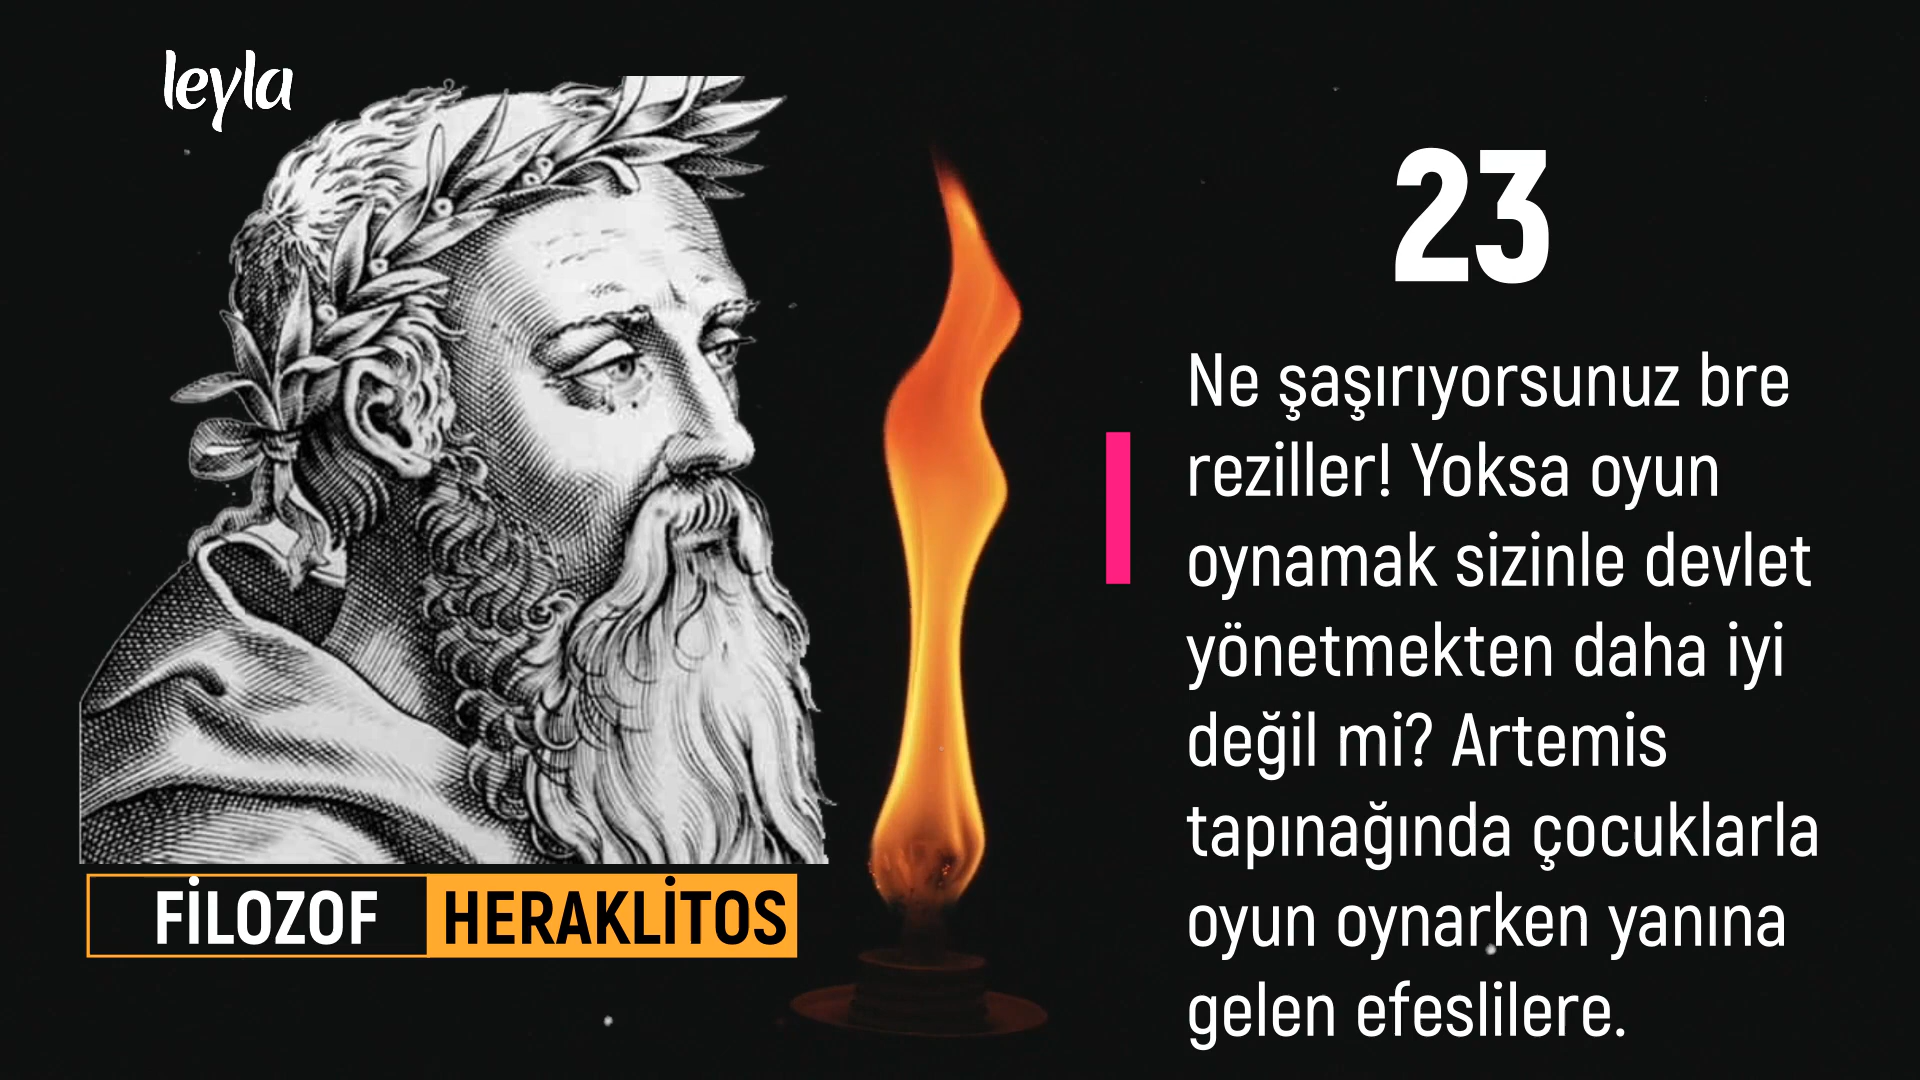 leyla
23
Ne şaşırıyorsunuz bre
reziller! Yoksa oyun
oynamak sizinle devlet
yönetmekten daha iyi
değil mi? Artemis
tapınağında çocuklarla
oyun oynarken yanına
gelen efeslilere.
FİLOZOF HERAKLİTOS